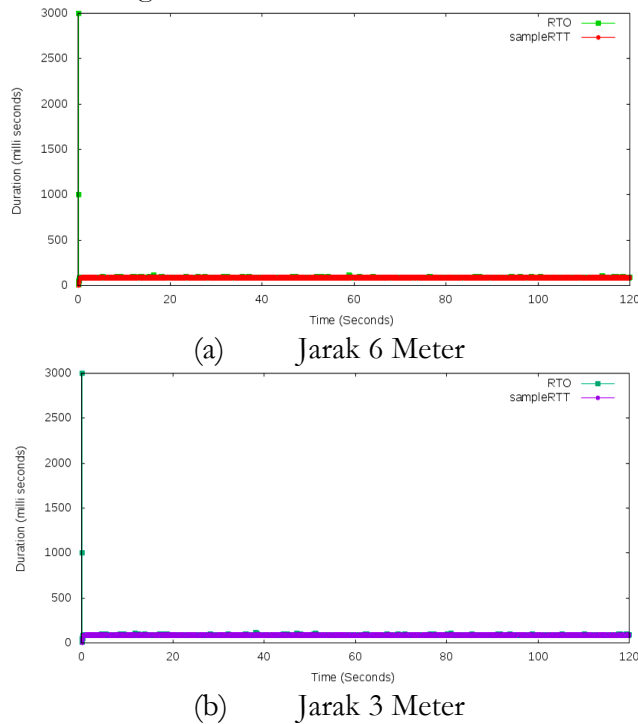 3000
RTO
sampleRTT
2500
2000
Duration (milli seconds)
1500
1000
500
0
0 20 40 60 80 100 120
Time (Seconds)
(a) Jarak 6 Meter
3000
RTO
sampleRTT
2500
2000
Duration (milli seconds)
1500
1000
500
0
0 20 40 60 80 100 120
Time (Seconds)
(b) Jarak 3 Meter